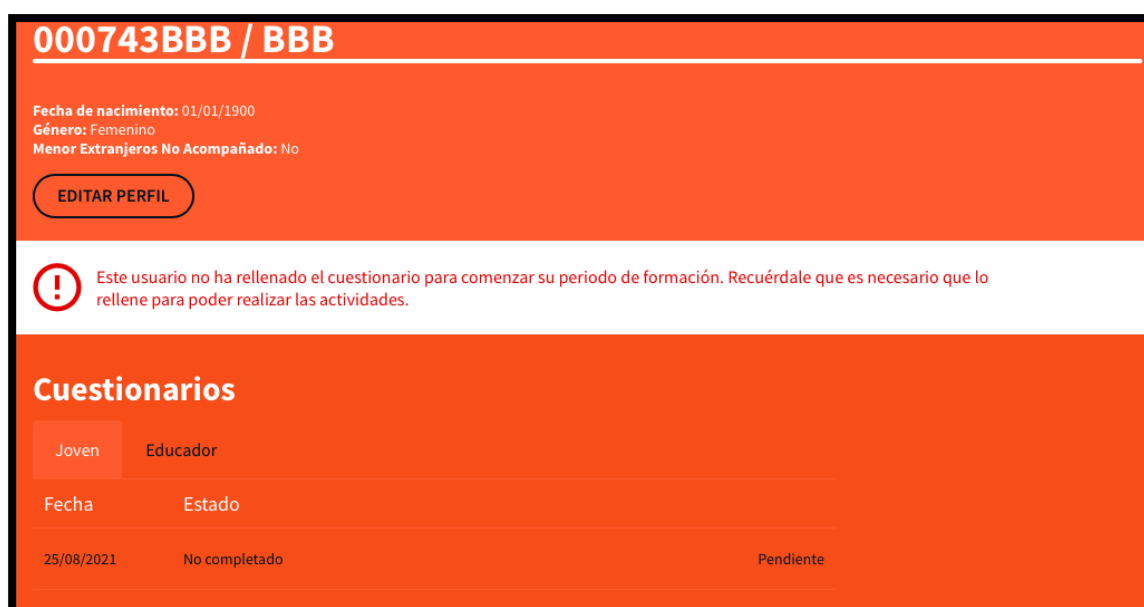 000743BBB / BBB
Fecha de nacimiento: 01/01/1900
Género: Femenino
Menor Extranjeros No Acompañado: No
EDITAR PERFIL
Este usuario no ha rellenado el cuestionario para comenzar su periodo de formación. Recuérdale que es necesario que lo
rellene para poder realizar las actividades.
Cuestionarios
Joven Educador
Fecha Estado
25/08/2021 No completado Pendiente